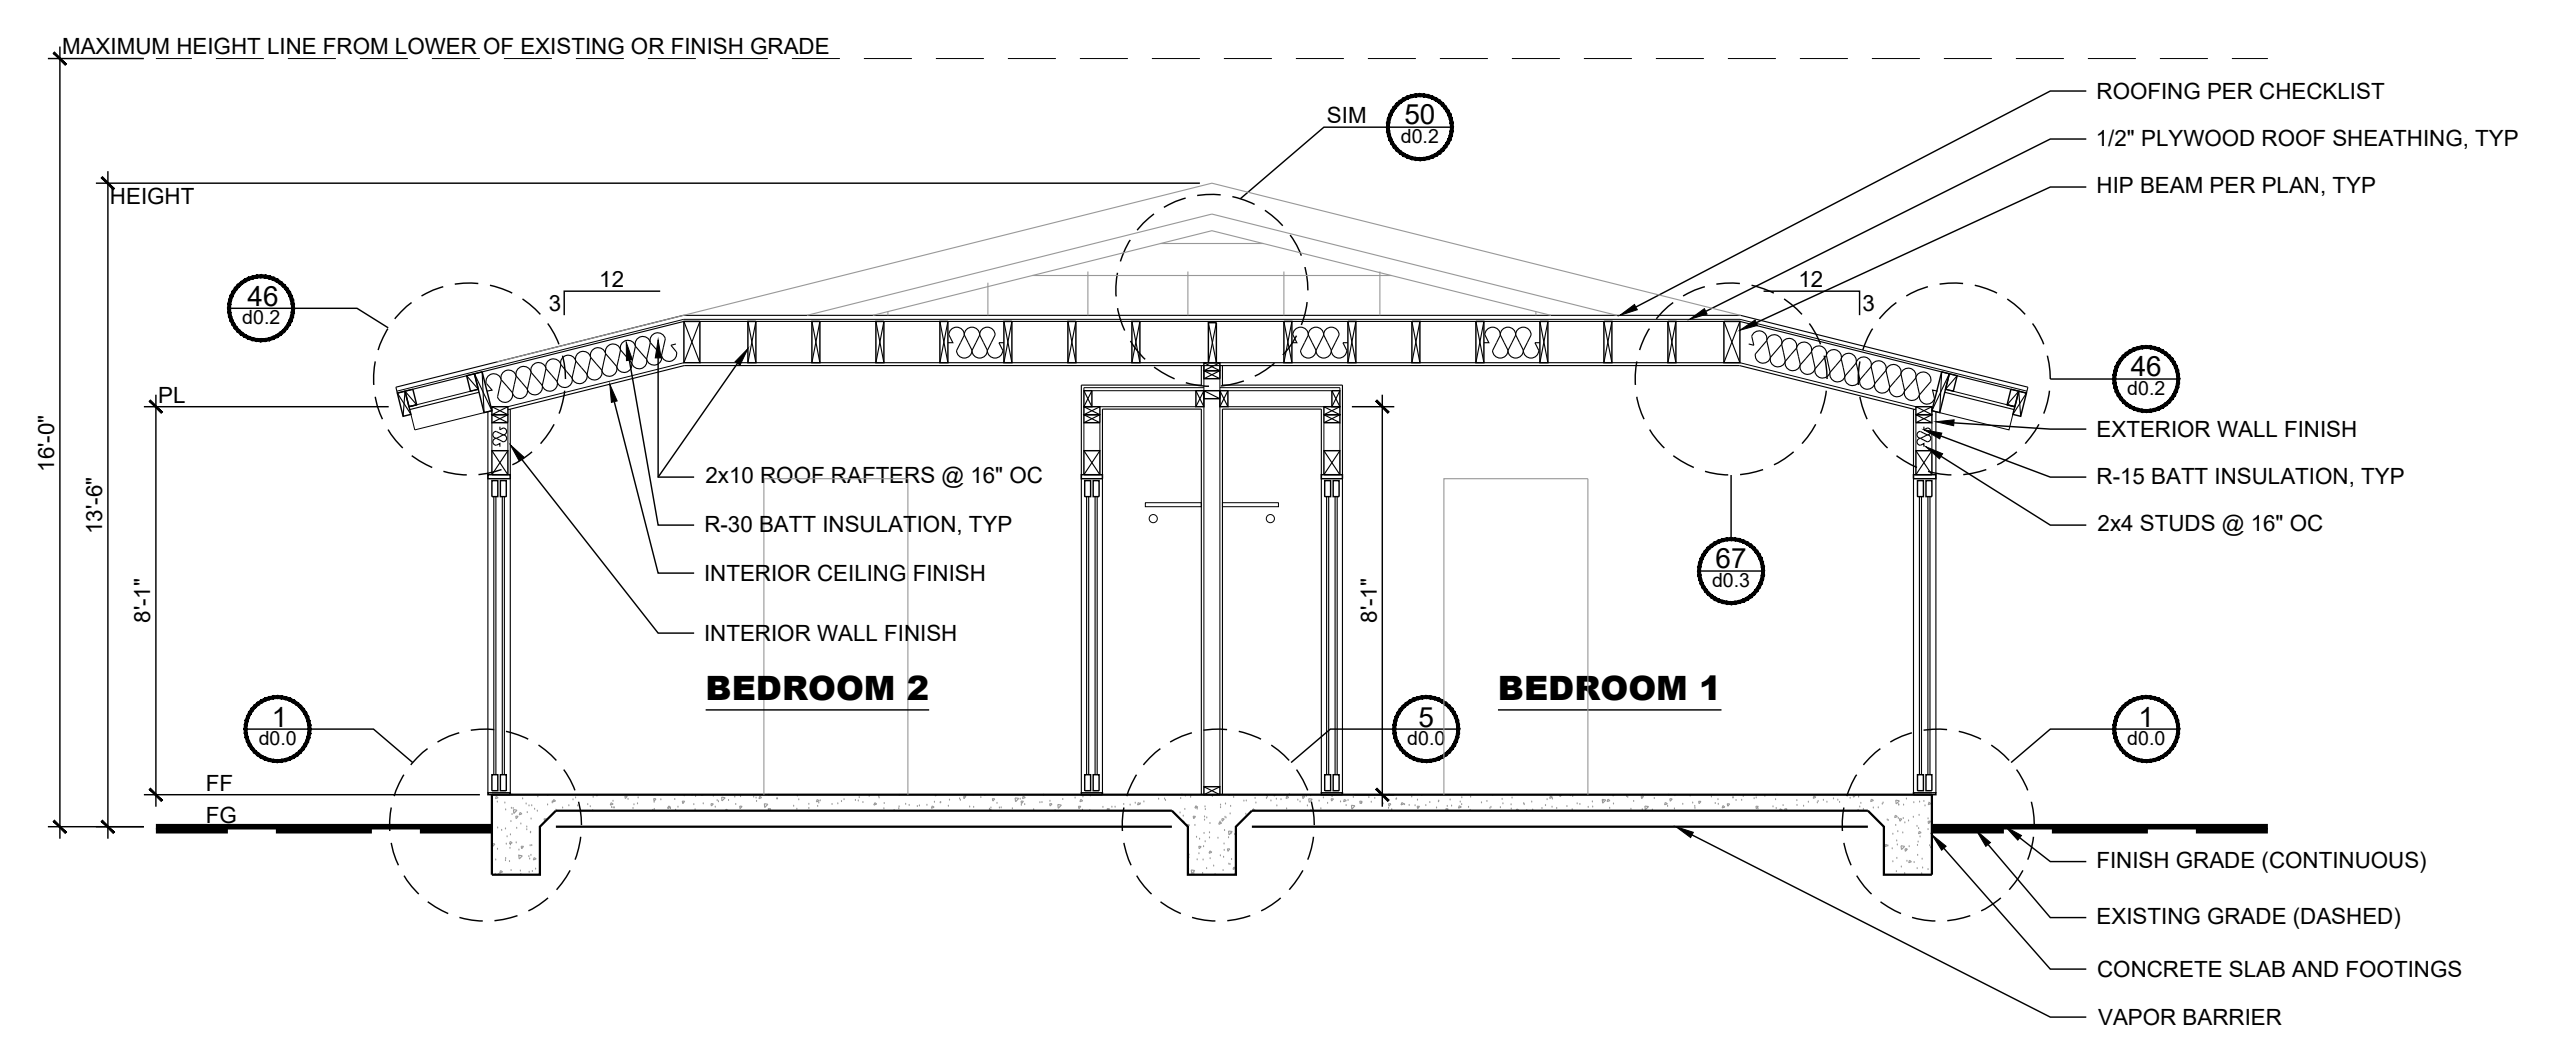 MAXIMUM HEIGHT LINE FROM LOWER OF EXISTING OR FINISH GRADE
ROOFING PER CHECKLIST
SIM
50
d0.2
1/2" PLYWOOD ROOF SHEATHING, TYP
HIP BEAM PER PLAN, TYP
HEIGHT
46
d0.2
12
3
12
3
46
d0.2
PL
EXTERIOR WALL FINISH
R-15 BATT INSULATION, TYP
2x4 STUDS @ 16" OC
16'-0"
13'-6"
8'-1"
2x10 ROOF RAFTERS @ 16" OC
R-30 BATT INSULATION, TYP
INTERIOR CEILING FINISH
INTERIOR WALL FINISH
8'-1"
67
d0.3
BEDROOM 2
BEDROOM 1
1
d0.0
5
d0.0
1
d0.0
FF
FG
FINISH GRADE (CONTINUOUS)
EXISTING GRADE (DASHED)
CONCRETE SLAB AND FOOTINGS
VAPOR BARRIER